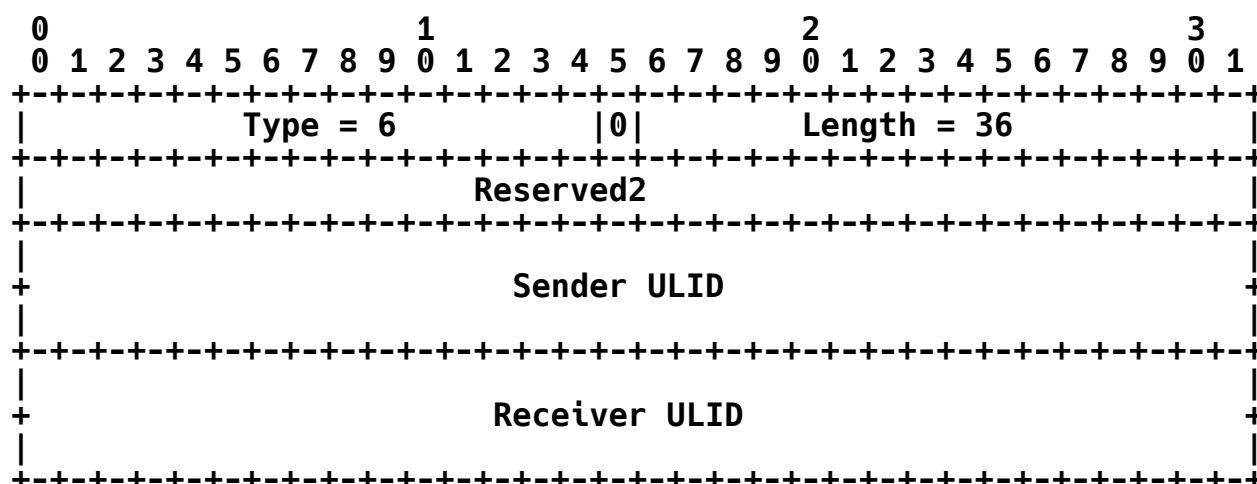 0                   1                   2                   3
 0 1 2 3 4 5 6 7 8 9 0 1 2 3 4 5 6 7 8 9 0 1 2 3 4 5 6 7 8 9 0 1
+-+-+-+-+-+-+-+-+-+-+-+-+-+-+-+-+-+-+-+-+-+-+-+-+-+-+-+-+-+-+-+-+
|           Type = 6          |0|        Length = 36            |
+-+-+-+-+-+-+-+-+-+-+-+-+-+-+-+-+-+-+-+-+-+-+-+-+-+-+-+-+-+-+-+-+
|                       Reserved2                               |
+-+-+-+-+-+-+-+-+-+-+-+-+-+-+-+-+-+-+-+-+-+-+-+-+-+-+-+-+-+-+-+-+
|                                                               |
+                         Sender ULID                           +
|                                                               |
+-+-+-+-+-+-+-+-+-+-+-+-+-+-+-+-+-+-+-+-+-+-+-+-+-+-+-+-+-+-+-+-+
|                                                               |
+                        Receiver ULID                          +
|                                                               |
+-+-+-+-+-+-+-+-+-+-+-+-+-+-+-+-+-+-+-+-+-+-+-+-+-+-+-+-+-+-+-+-+